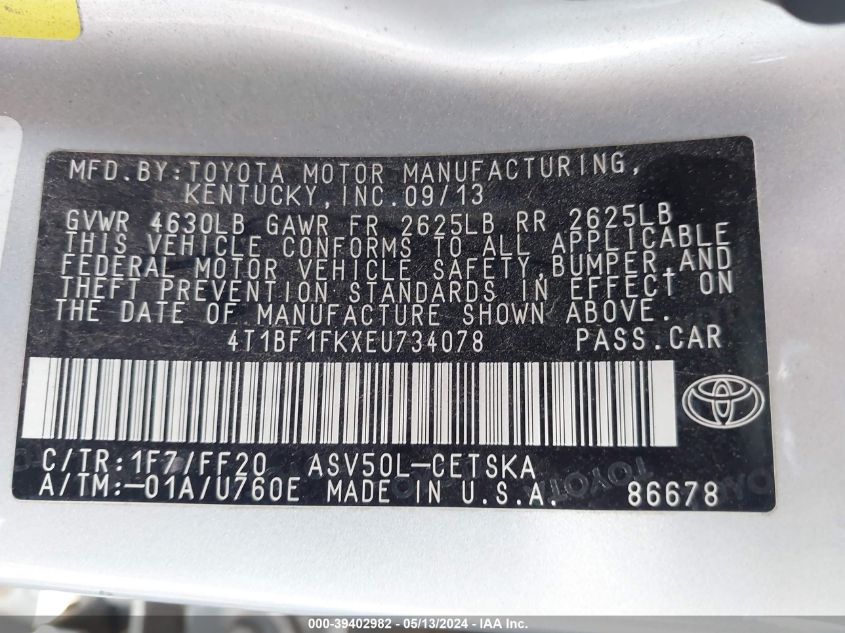 MFD.BY:TOYOTA MOTOR MANUFACTURING,
KENTUCKY,INC.09/13
GVWR 4630LB GAWR FR 2625LB RR 2625LB
THIS VEHICLE CONFORMS TO ALL APPLICABLE
FEDERAL MOTOR VEHICLE SAFETY,BUMPER,AND
THEFT PREVENTION STANDARDS IN EFFECT ON
THE DATE OF MANUFACTURE SHOWN ABOVE.
4T1BF1FKXEU734078 PASS.CAR
C/TR:1F7/FF20 ASV50L-CETSKA
A/TM:-01A/U760E MADE IN U.S.A. 86678
000-39402982 - 05/13/2024 - IAA Inc.